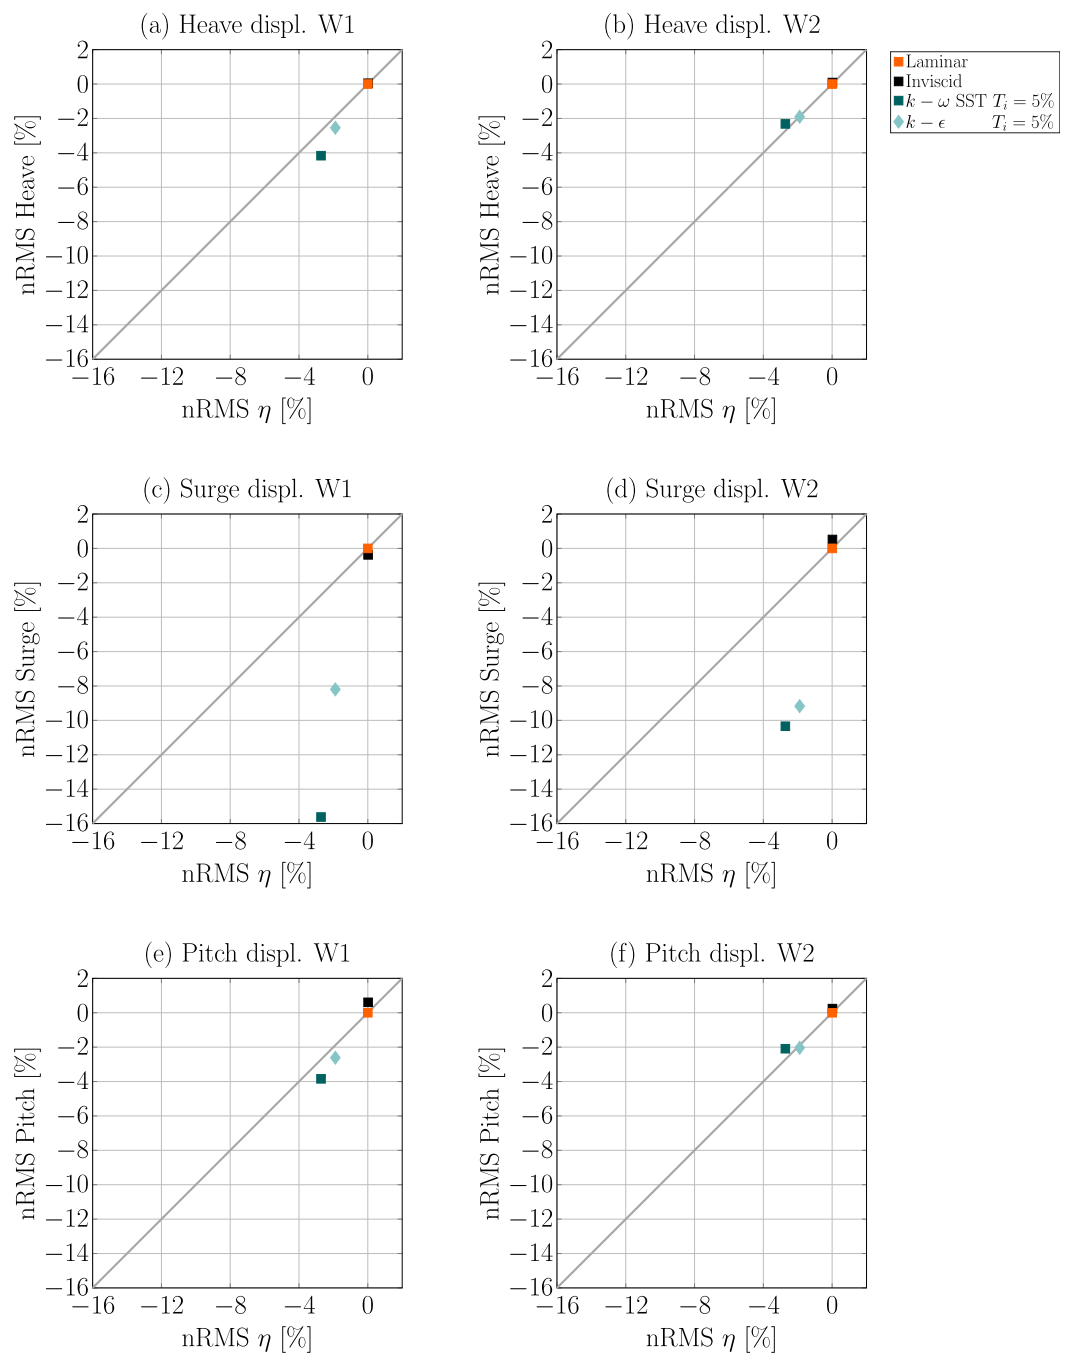 (a) Heave displ. W1
2
0
−2
−4
−6
−8
−10
−12
−14
−16
nRMS Heave [%]
−16 −12 −8 −4 0
nRMS η [%]
(b) Heave displ. W2
2
0
−2
−4
−6
−8
−10
−12
−14
−16
nRMS Heave [%]
−16 −12 −8 −4 0
nRMS η [%]
Laminar
Inviscid
k − ω SST T_i = 5%
k − ϵ T_i = 5%
(c) Surge displ. W1
2
0
−2
−4
−6
−8
−10
−12
−14
−16
nRMS Surge [%]
−16 −12 −8 −4 0
nRMS η [%]
(d) Surge displ. W2
2
0
−2
−4
−6
−8
−10
−12
−14
−16
nRMS Surge [%]
−16 −12 −8 −4 0
nRMS η [%]
(e) Pitch displ. W1
2
0
−2
−4
−6
−8
−10
−12
−14
−16
nRMS Pitch [%]
−16 −12 −8 −4 0
nRMS η [%]
(f) Pitch displ. W2
2
0
−2
−4
−6
−8
−10
−12
−14
−16
nRMS Pitch [%]
−16 −12 −8 −4 0
nRMS η [%]